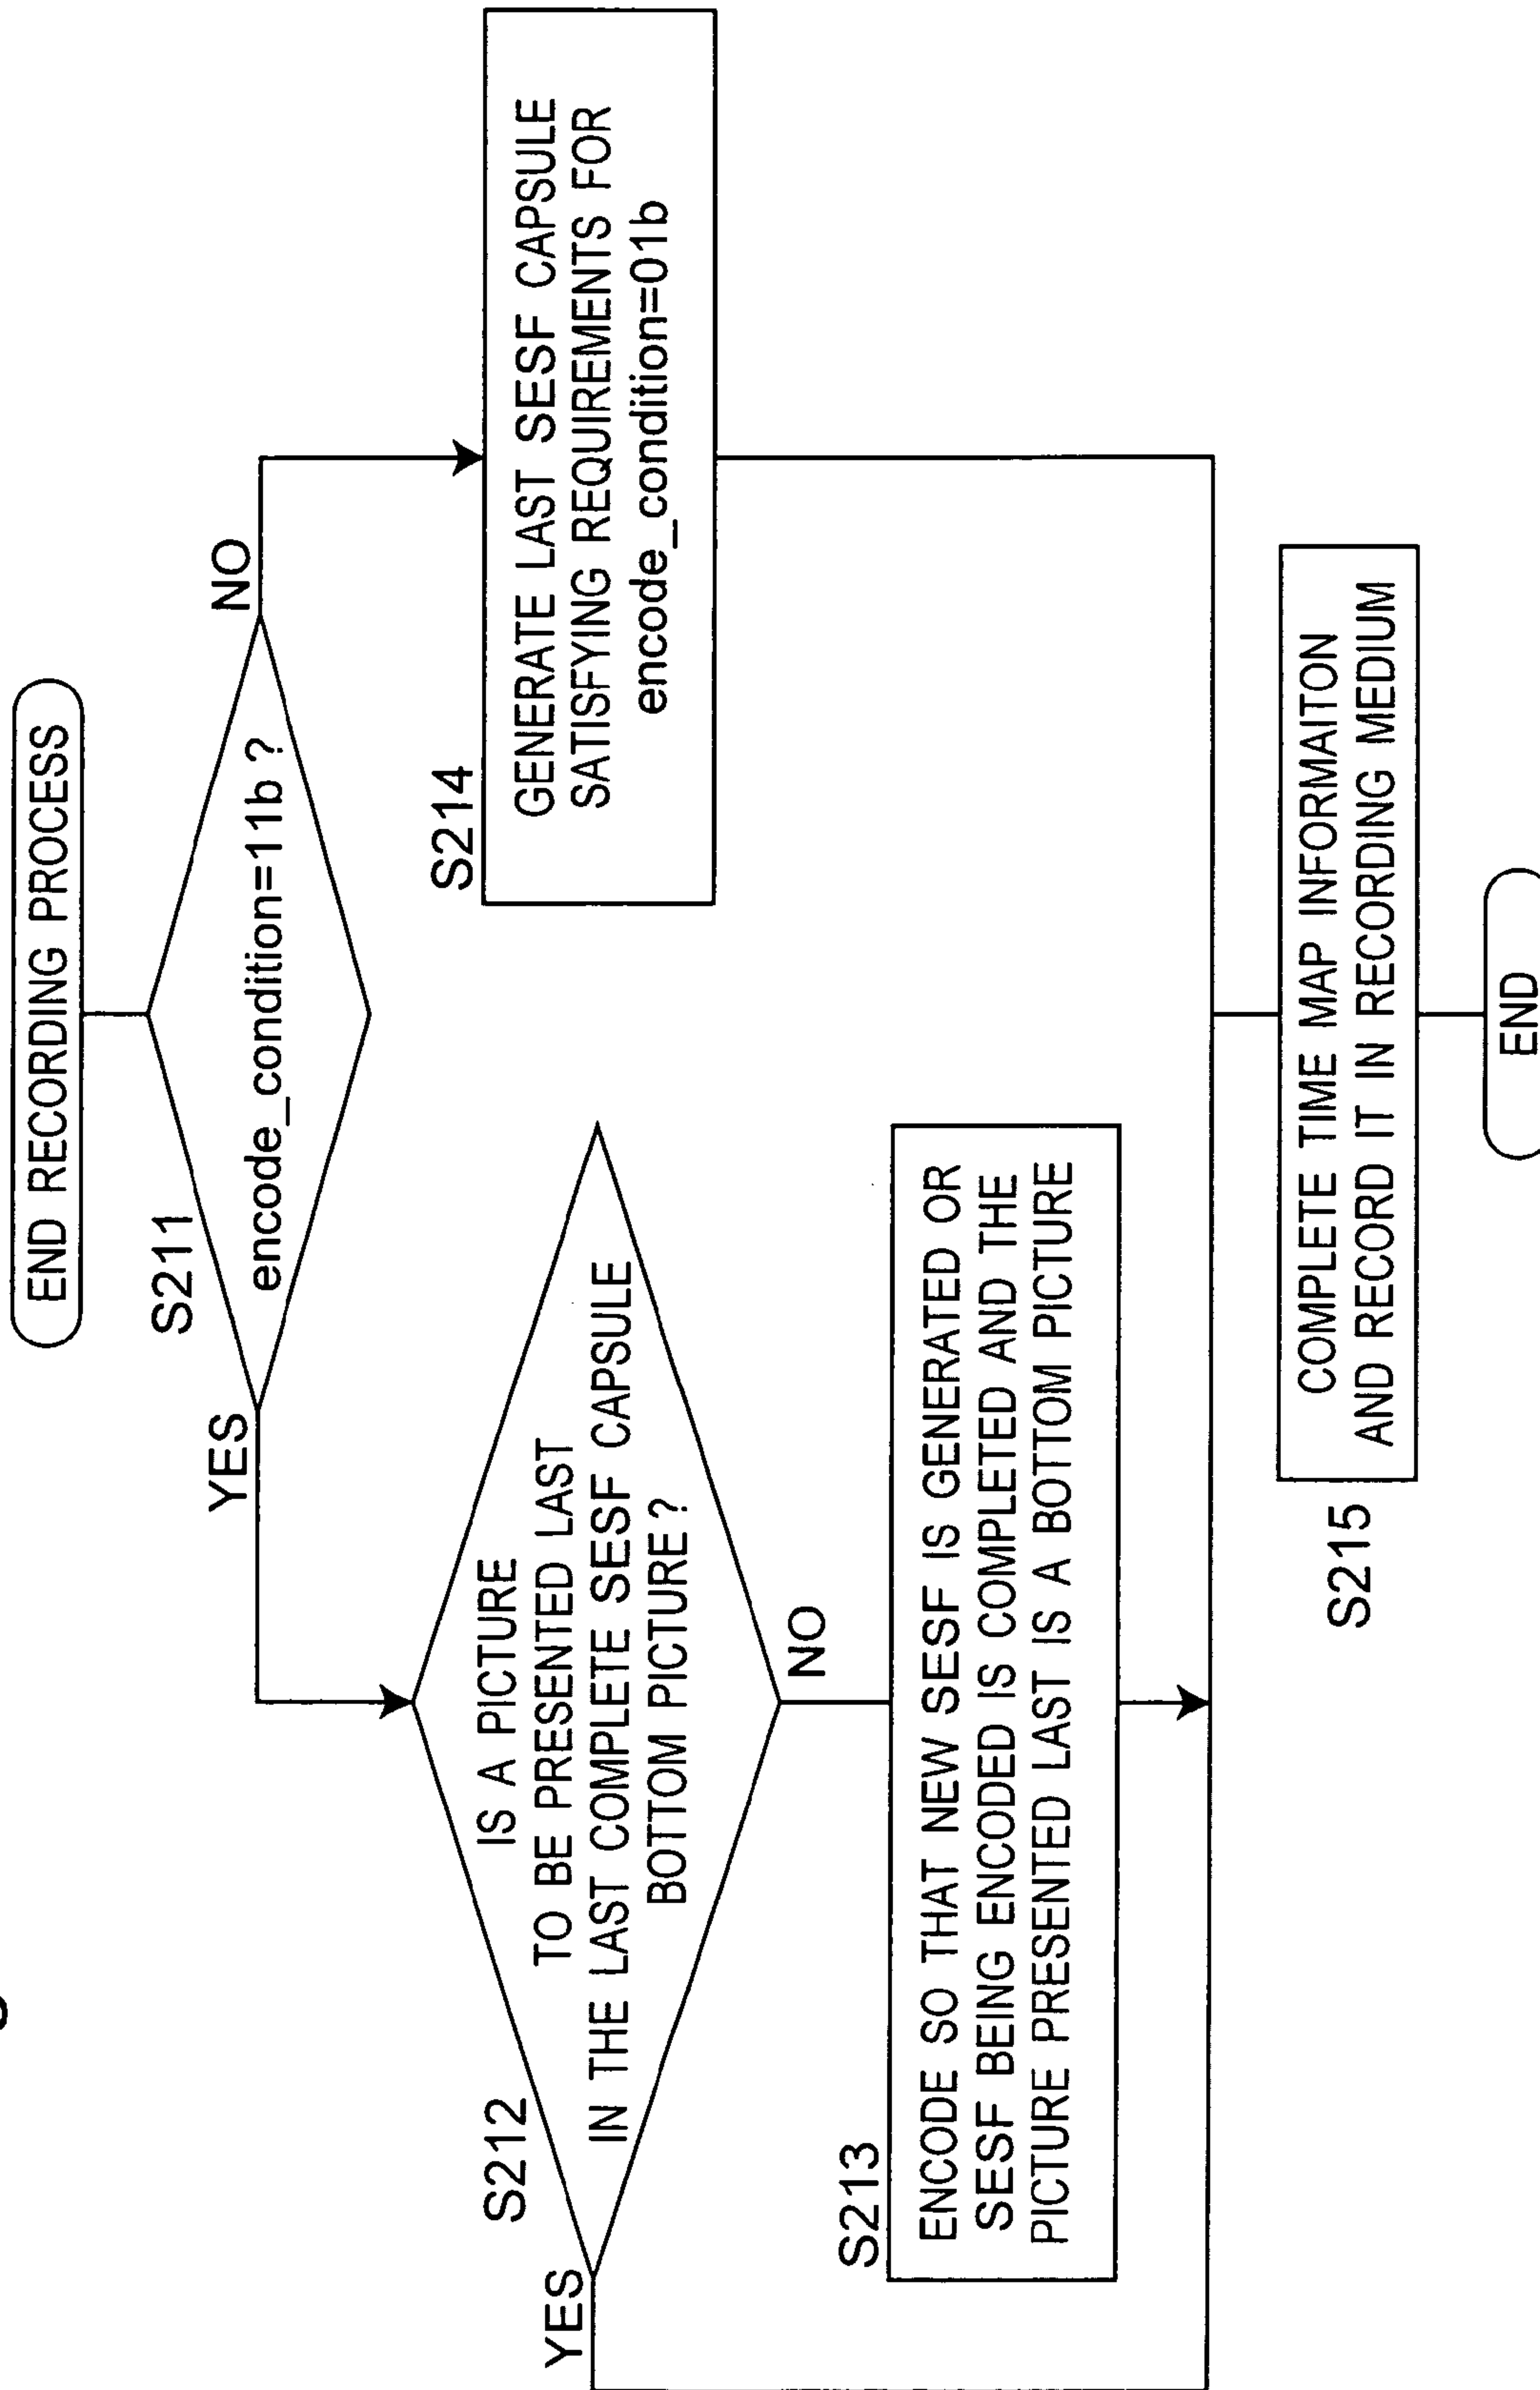 END RECORDING PROCESS
S211
encode_condition=11b ?
YES
NO
S212
IS A PICTURE
TO BE PRESENTED LAST
IN THE LAST COMPLETE SESF CAPSULE
BOTTOM PICTURE ?
YES
NO
S213
ENCODE SO THAT NEW SESF IS GENERATED OR
SESF BEING ENCODED IS COMPLETED AND THE
PICTURE PRESENTED LAST IS A BOTTOM PICTURE
S214
GENERATE LAST SESF CAPSULE
SATISFYING REQUIREMENTS FOR
encode_condition=01b
S215
COMPLETE TIME MAP INFORMAITON
AND RECORD IT IN RECORDING MEDIUM
END